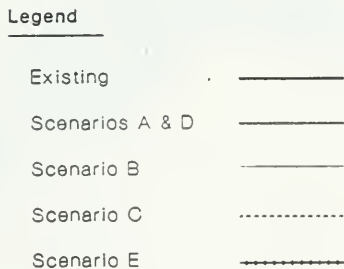 Legend
Existing
Scenarios A & D
Scenario B
Scenario C
Scenario E